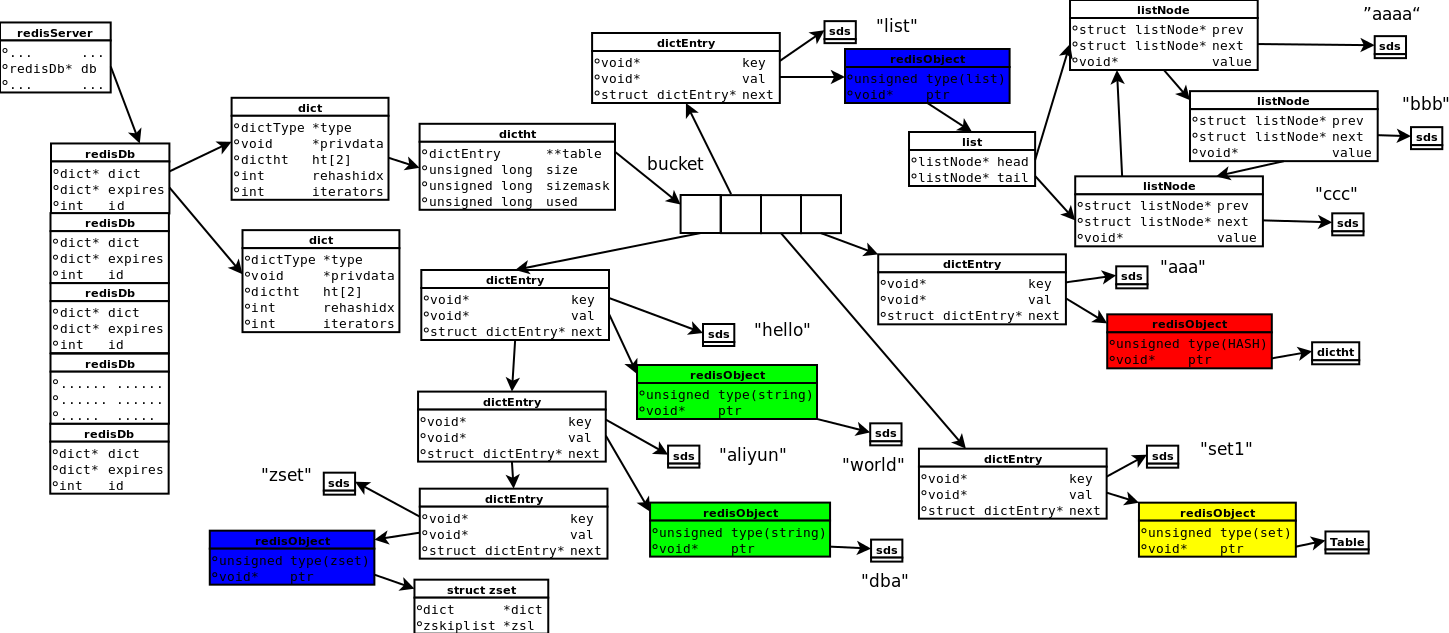 redisServer
°... ...
°redisDb* db
°... ...
redisDb
°dict* dict
°dict* expires
°int id
redisDb
°dict* dict
°dict* expires
°int id
redisDb
°dict* dict
°dict* expires
°int id
redisDb
°...... ......
°...... ......
°..... .....
redisDb
°dict* dict
°dict* expires
°int id
dict
°dictType *type
°void *privdata
°dictht ht[2]
°int rehashidx
°int iterators
dict
°dictType *type
°void *privdata
°dictht ht[2]
°int rehashidx
°int iterators
dictht
°dictEntry **table
°unsigned long size
°unsigned long sizemask
°unsigned long used
bucket
dictEntry
°void* key
°void* val
°struct dictEntry* next
sds
"list"
redisObject
°unsigned type(list)
°void* ptr
list
°listNode* head
°listNode* tail
listNode
°struct listNode* prev
°struct listNode* next
°void* value
”aaaa“
sds
listNode
°struct listNode* prev
°struct listNode* next
°void* value
"bbb"
sds
listNode
°struct listNode* prev
°struct listNode* next
°void* value
"ccc"
sds
dictEntry
°void* key
°void* val
°struct dictEntry* next
"aaa"
sds
redisObject
°unsigned type(HASH)
°void* ptr
dictht
dictEntry
°void* key
°void* val
°struct dictEntry* next
sds
"hello"
redisObject
°unsigned type(string)
°void* ptr
sds
"world"
dictEntry
°void* key
°void* val
°struct dictEntry* next
sds
"aliyun"
redisObject
°unsigned type(string)
°void* ptr
sds
"dba"
dictEntry
°void* key
°void* val
°struct dictEntry* next
"zset"
sds
redisObject
°unsigned type(zset)
°void* ptr
struct zset
°dict *dict
°zskiplist *zsl
dictEntry
°void* key
°void* val
°struct dictEntry* next
sds
"set1"
redisObject
°unsigned type(set)
°void* ptr
Table